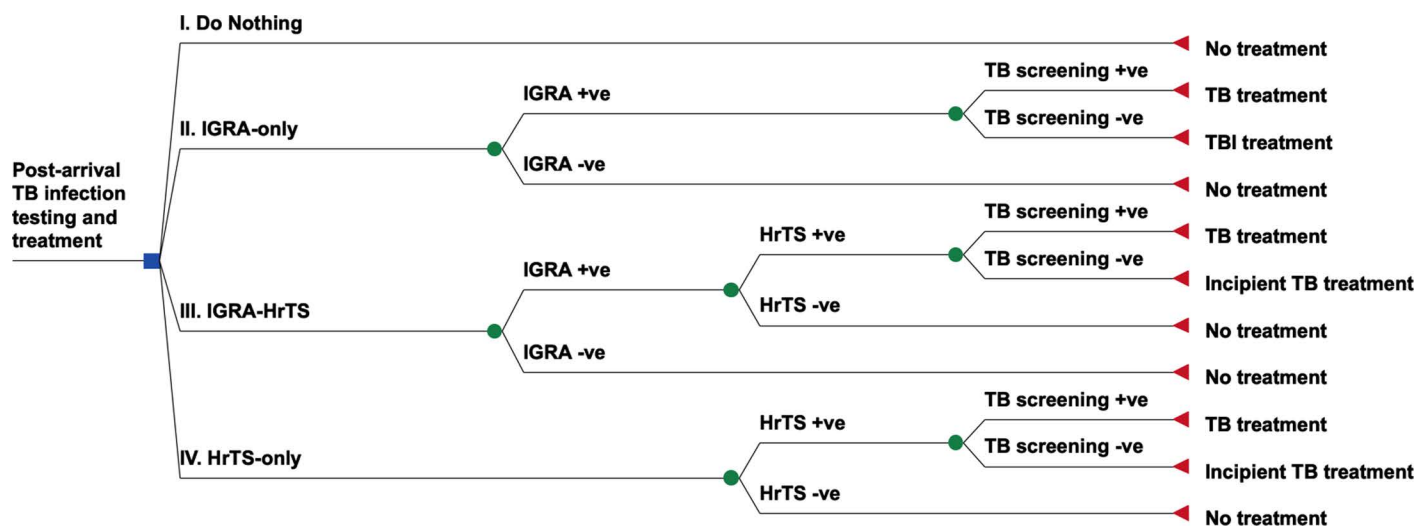 I. Do Nothing
No treatment
TB screening +ve
IGRA +ve
TB treatment
TB screening -ve
II. IGRA-only
TBI treatment
IGRA -ve
No treatment
Post-arrival
TB infection
testing and
treatment
TB screening +ve
HrTS +ve
TB treatment
TB screening -ve
IGRA +ve
Incipient TB treatment
III. IGRA-HrTS
HrTS -ve
No treatment
IGRA -ve
No treatment
TB screening +ve
HrTS +ve
TB treatment
TB screening -ve
IV. HrTS-only
Incipient TB treatment
HrTS -ve
No treatment